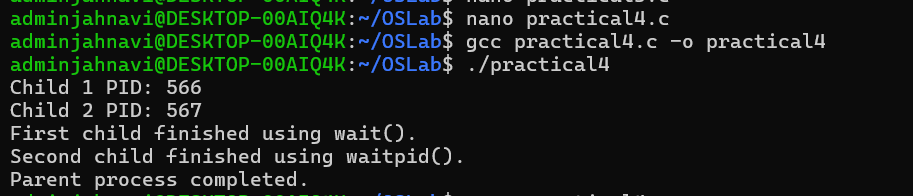 adminjahnavi@DESKTOP-00AIQ4K:~/OSLab$ nano practical4.c
adminjahnavi@DESKTOP-00AIQ4K:~/OSLab$ gcc practical4.c -o practical4
adminjahnavi@DESKTOP-00AIQ4K:~/OSLab$ ./practical4
Child 1 PID: 566
Child 2 PID: 567
First child finished using wait().
Second child finished using waitpid().
Parent process completed.